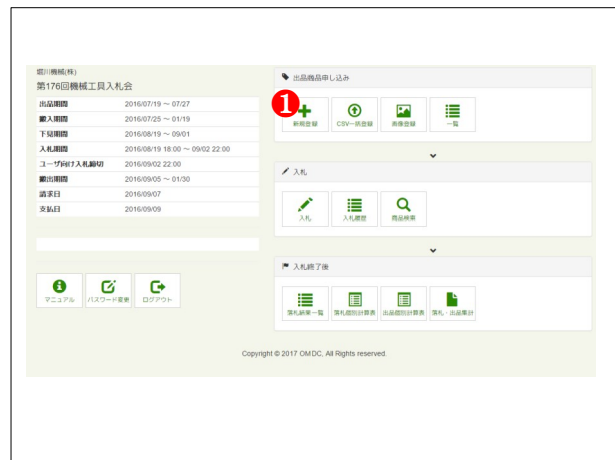 堀川機械(株)
第176回機械工具入札会
出品期間 2016/07/19 ～ 07/27
搬入期間 2016/07/25 ～ 01/19
下見期間 2016/08/19 ～ 09/01
入札期間 2016/08/19 18:00 ～ 09/02 22:00
ユーザ向け入札締切 2016/09/02 22:00
搬出期間 2016/09/05 ～ 01/30
請求日 2016/09/07
支払日 2016/09/09
マニュアル パスワード変更 ログアウト
出品商品申し込み
1
新規登録 CSV一括登録 画像登録 一覧
入札
入札 入札履歴 商品検索
入札終了後
落札結果一覧 落札個別計算表 出品個別計算表 落札・出品集計
Copyright © 2017 OMDC. All Rights reserved.